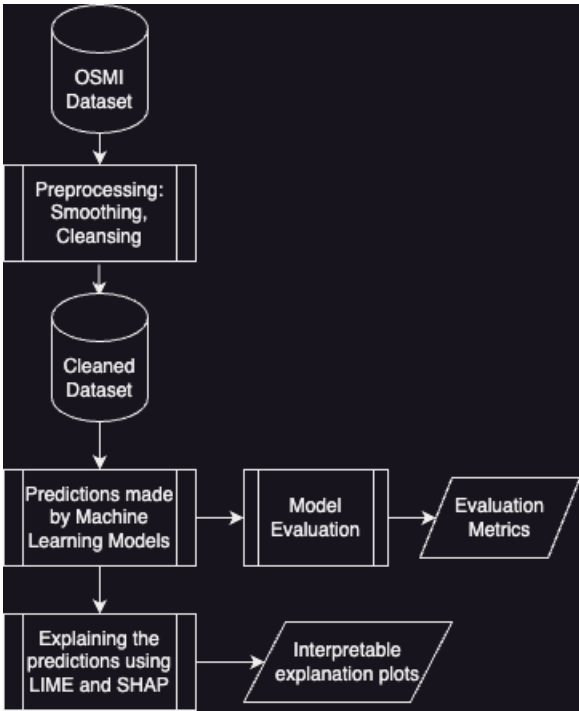 OSMI
Dataset
Preprocessing:
Smoothing,
Cleansing
Cleaned
Dataset
Predictions made
by Machine
Learning Models
Model
Evaluation
Evaluation
Metrics
Explaining the
predictions using
LIME and SHAP
Interpretable
explanation plots